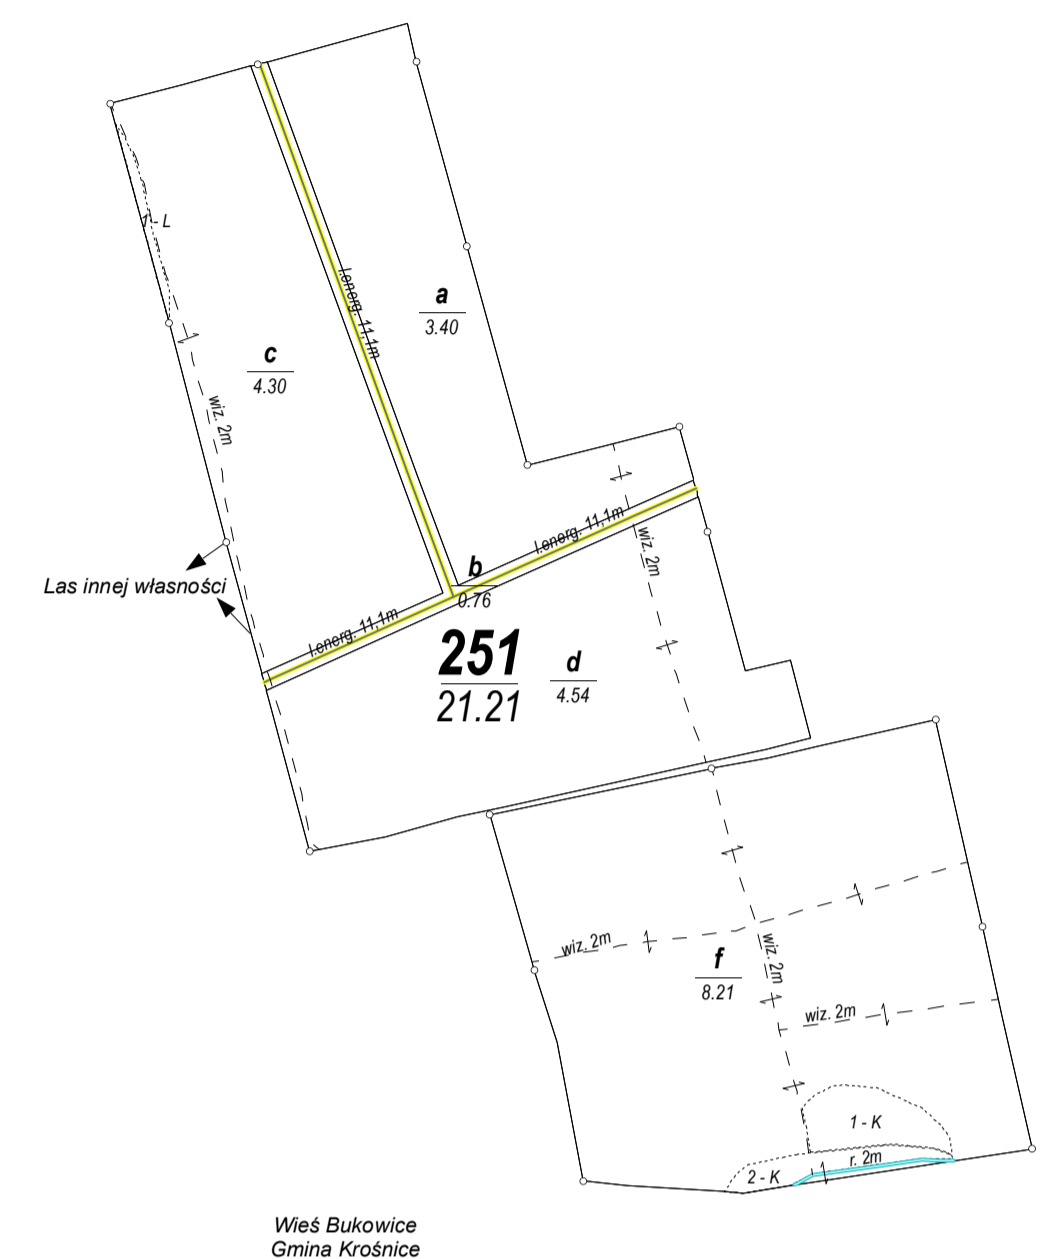 1 - L
l.energ. 11,1m
a
3.40
c
4.30
wiz. 2m
l.energ. 11,1m
wiz. 2m
b
0.76
Las innej własności
l.energ. 11,1m
251
21.21
d
4.54
wiz. 2m
wiz. 2m
f
8.21
wiz. 2m
1 - K
r. 2m
2 - K
Wieś Bukowice
Gmina Krośnice